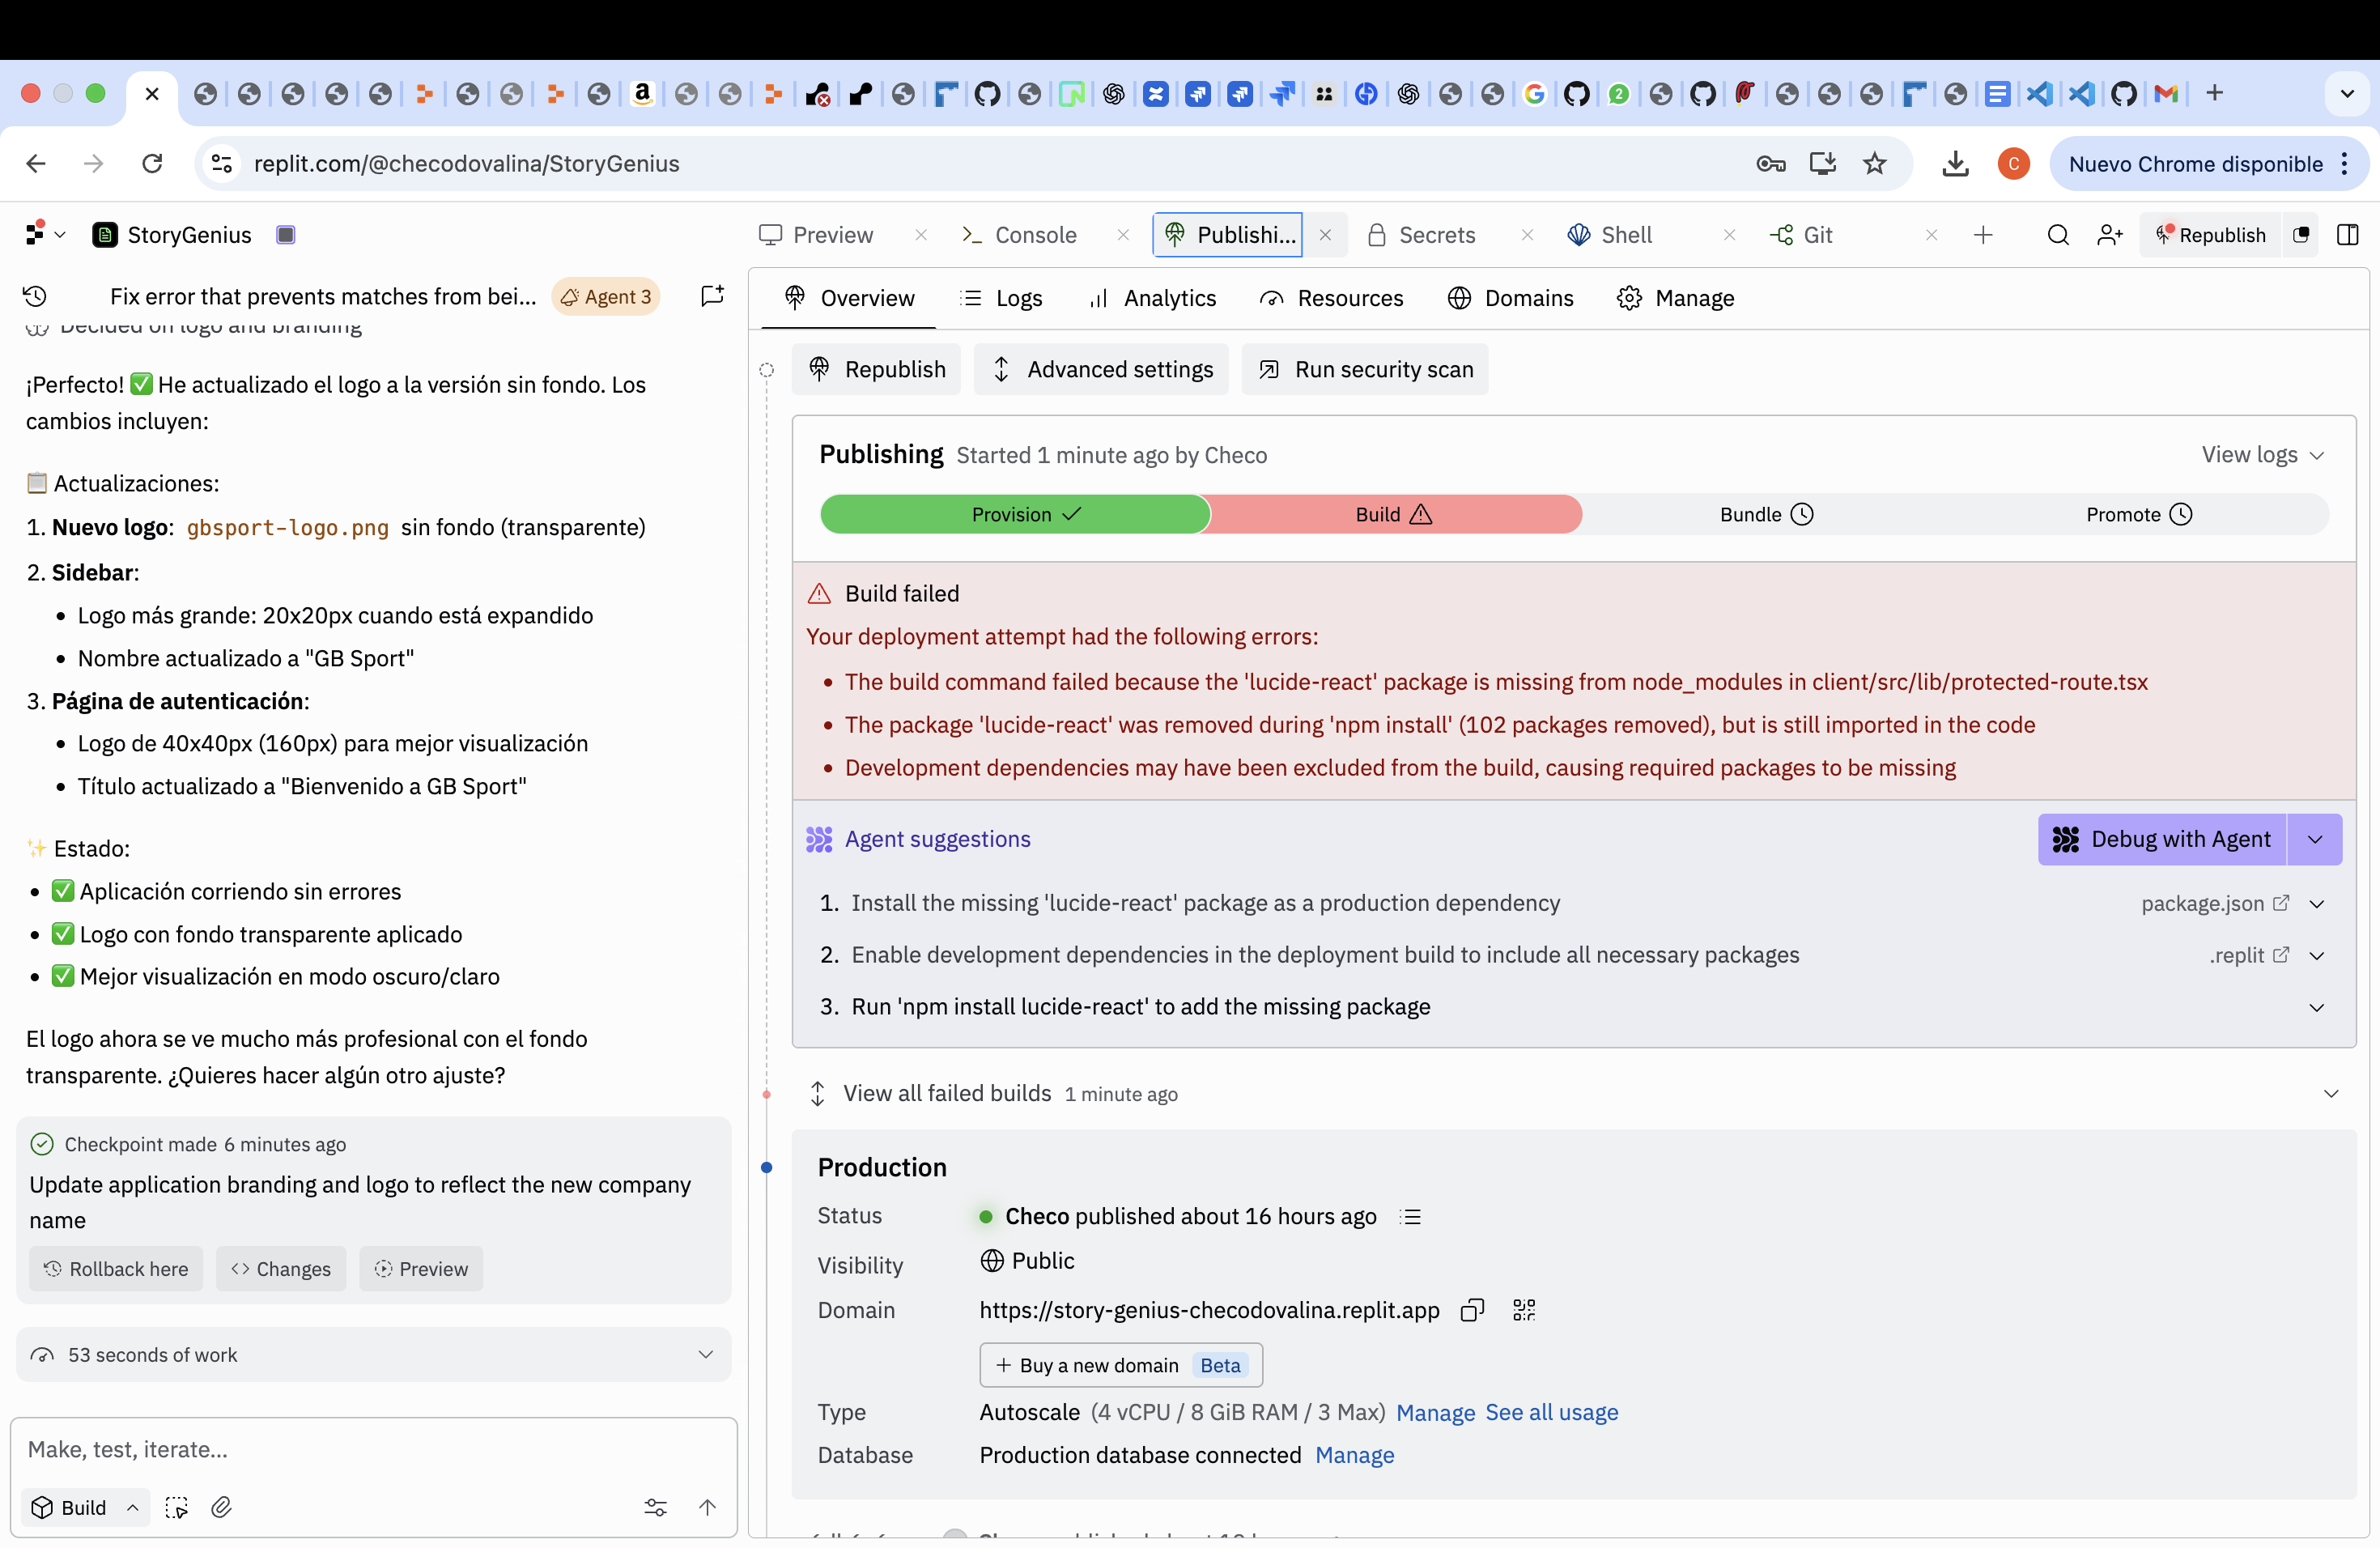 a
2
G
replit.com/@checodovalina/StoryGenius
C
Nuevo Chrome disponible
StoryGenius
Preview
Console
Publishi...
Secrets
Shell
Git
Republish
Fix error that prevents matches from bei...
Agent 3
Overview
Logs
Analytics
Resources
Domains
Manage
Decided on logo and branding
¡Perfecto! ✅ He actualizado el logo a la versión sin fondo. Los
cambios incluyen:
📋 Actualizaciones:
1. Nuevo logo: gbsport-logo.png sin fondo (transparente)
2. Sidebar:
• Logo más grande: 20x20px cuando está expandido
• Nombre actualizado a "GB Sport"
3. Página de autenticación:
• Logo de 40x40px (160px) para mejor visualización
• Título actualizado a "Bienvenido a GB Sport"
✨ Estado:
• ✅ Aplicación corriendo sin errores
• ✅ Logo con fondo transparente aplicado
• ✅ Mejor visualización en modo oscuro/claro
El logo ahora se ve mucho más profesional con el fondo
transparente. ¿Quieres hacer algún otro ajuste?
Checkpoint made 6 minutes ago
Update application branding and logo to reflect the new company
name
Rollback here
Changes
Preview
53 seconds of work
Make, test, iterate...
Build
Republish
Advanced settings
Run security scan
Publishing Started 1 minute ago by Checo
View logs
Provision
Build
Bundle
Promote
Build failed
Your deployment attempt had the following errors:
• The build command failed because the 'lucide-react' package is missing from node_modules in client/src/lib/protected-route.tsx
• The package 'lucide-react' was removed during 'npm install' (102 packages removed), but is still imported in the code
• Development dependencies may have been excluded from the build, causing required packages to be missing
Agent suggestions
Debug with Agent
1. Install the missing 'lucide-react' package as a production dependency
package.json
2. Enable development dependencies in the deployment build to include all necessary packages
.replit
3. Run 'npm install lucide-react' to add the missing package
View all failed builds 1 minute ago
Production
Status
Checo published about 16 hours ago
Visibility
Public
Domain
https://story-genius-checodovalina.replit.app
+ Buy a new domain Beta
Type
Autoscale (4 vCPU / 8 GiB RAM / 3 Max) Manage See all usage
Database
Production database connected Manage